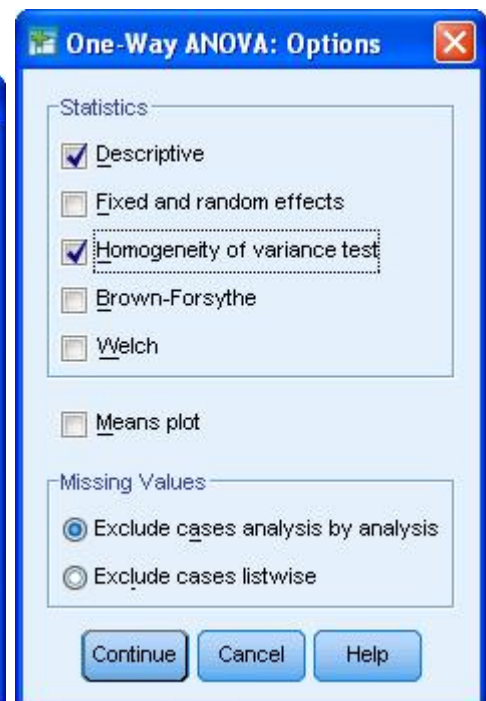 One-Way ANOVA: Options
Statistics
Descriptive
Fixed and random effects
Homogeneity of variance test
Brown-Forsythe
Welch
Means plot
Missing Values
Exclude cases analysis by analysis
Exclude cases listwise
Continue Cancel Help